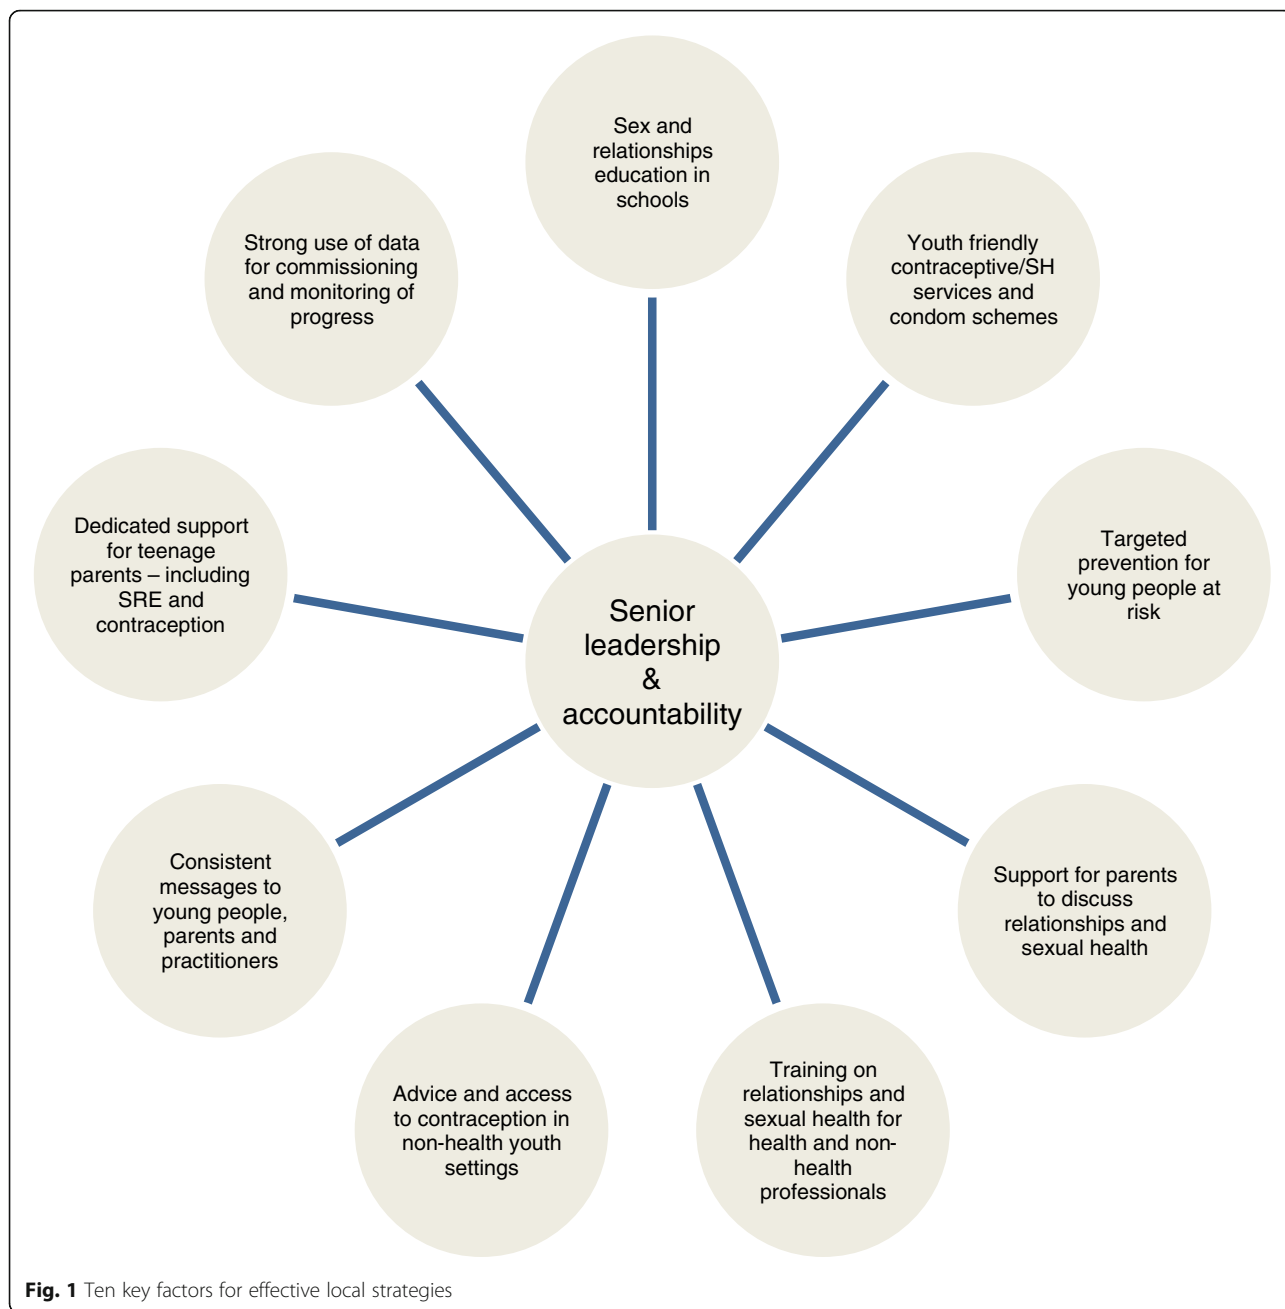 Sex and
relationships
education in
schools
Youth friendly
contraceptive/SH
services and
condom schemes
Targeted
prevention for
young people at
risk
Support for parents
to discuss
relationships and
sexual health
Training on
relationships and
sexual health for
health and non-
health
professionals
Advice and access
to contraception in
non-health youth
settings
Consistent
messages to
young people,
parents and
practitioners
Dedicated support
for teenage
parents – including
SRE and
contraception
Strong use of data
for commissioning
and monitoring of
progress
Senior
leadership
&
accountability
Fig. 1 Ten key factors for effective local strategies